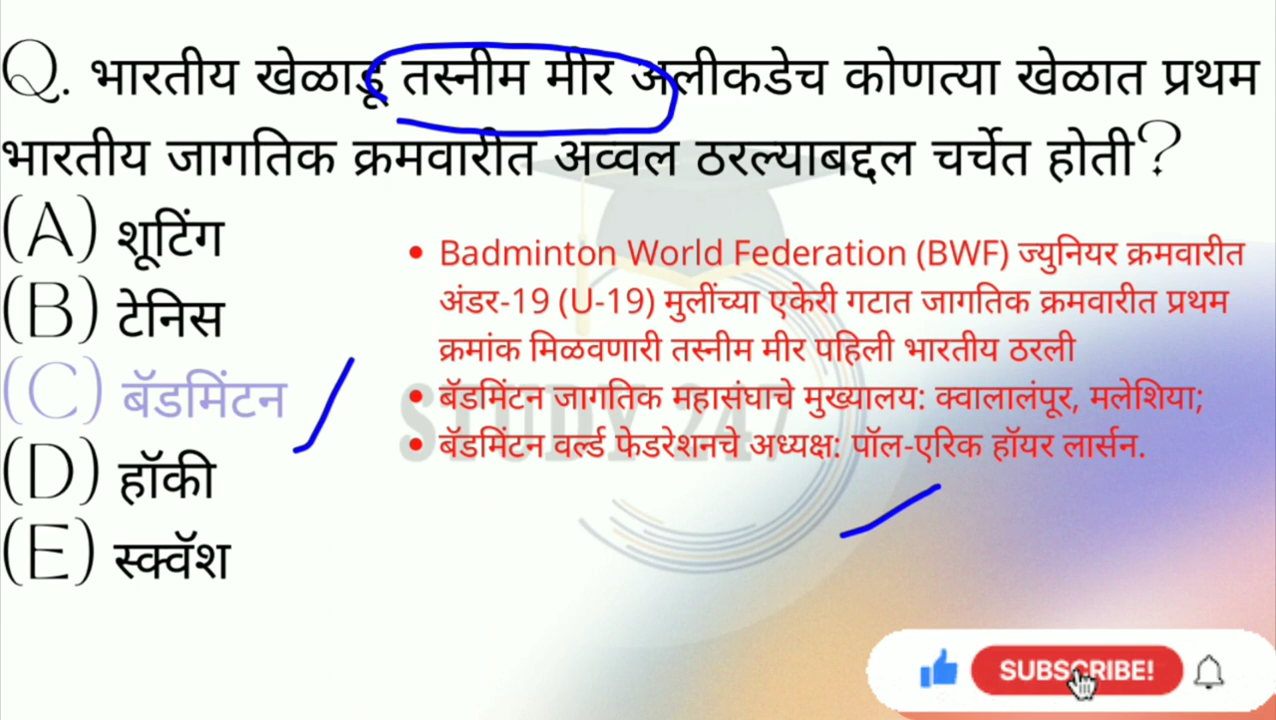 Q. भारतीय खेळाडू तस्नीम मीर अलीकडेच कोणत्या खेळात प्रथम
भारतीय जागतिक क्रमवारीत अव्वल ठरल्याबद्दल चर्चेत होती?
(A) शूटिंग
(B) टेनिस
(C) बॅडमिंटन
(D) हॉकी
(E) स्क्वॅश
• Badminton World Federation (BWF) ज्युनियर क्रमवारीत
अंडर-19 (U-19) मुलींच्या एकेरी गटात जागतिक क्रमवारीत प्रथम
क्रमांक मिळवणारी तस्नीम मीर पहिली भारतीय ठरली
• बॅडमिंटन जागतिक महासंघाचे मुख्यालय: क्वालालंपूर, मलेशिया;
• बॅडमिंटन वर्ल्ड फेडरेशनचे अध्यक्ष: पॉल-एरिक हॉयर लार्सन.
STUDY 247
SUBSCRIBE!